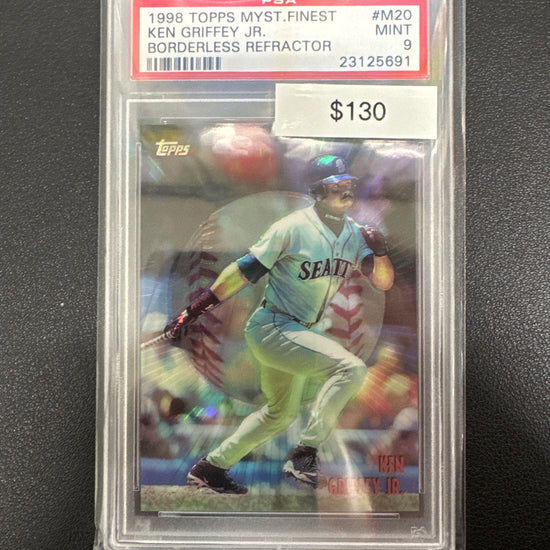 PSA
1998 TOPPS MYST.FINEST #M20
KEN GRIFFEY JR. MINT
BORDERLESS REFRACTOR 9
23125691
$130
Topps
SEATT
KEN
GRIFFEY JR.